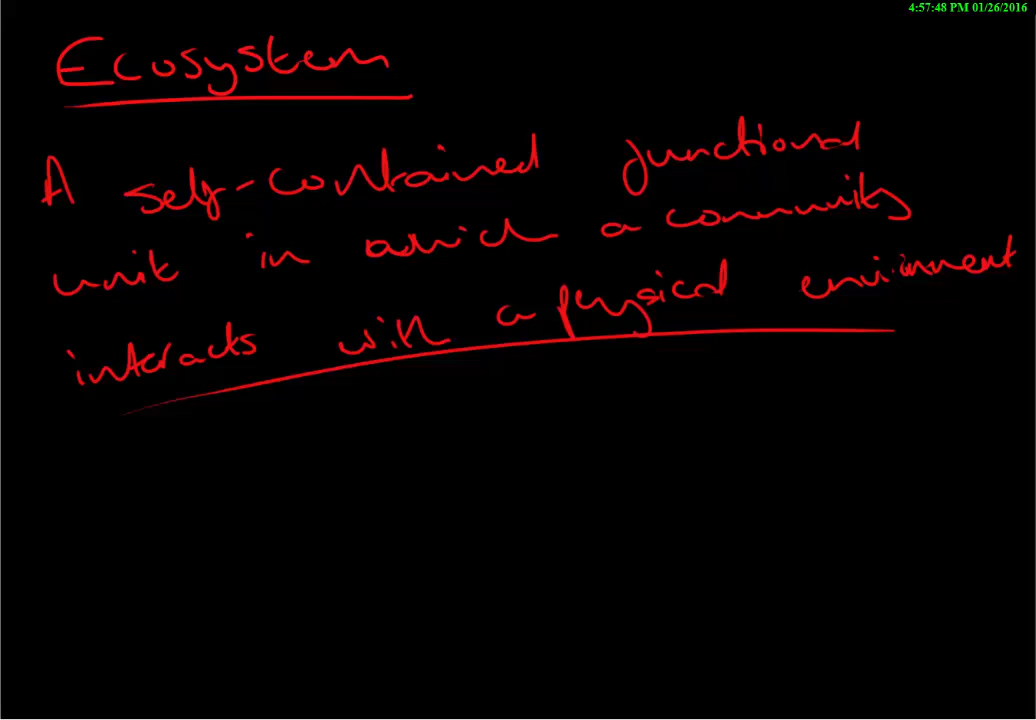 4:57:48 PM 01/26/2016
Ecosystem
A self-contained functional
unit in which a community
interacts with a physical environment